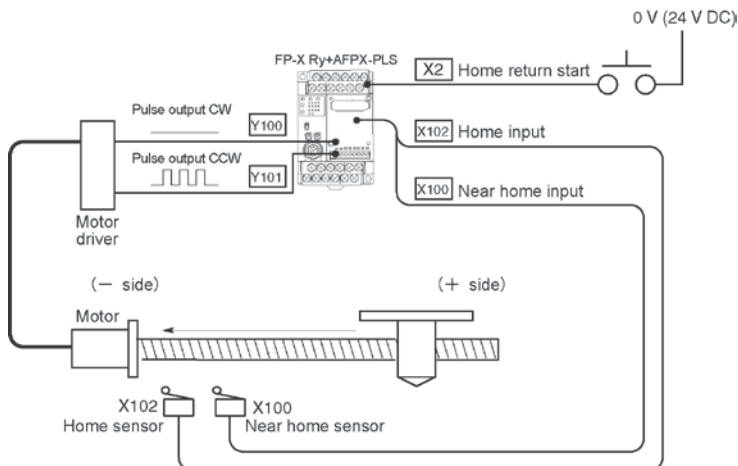 0 V (24 V DC)
FP-X Ry+AFPX-PLS
X2 Home return start
Pulse output CW
Y100
X102 Home input
Pulse output CCW
Y101
X100 Near home input
Motor
driver
(− side)
(+ side)
Motor
X102
Home sensor
X100
Near home sensor